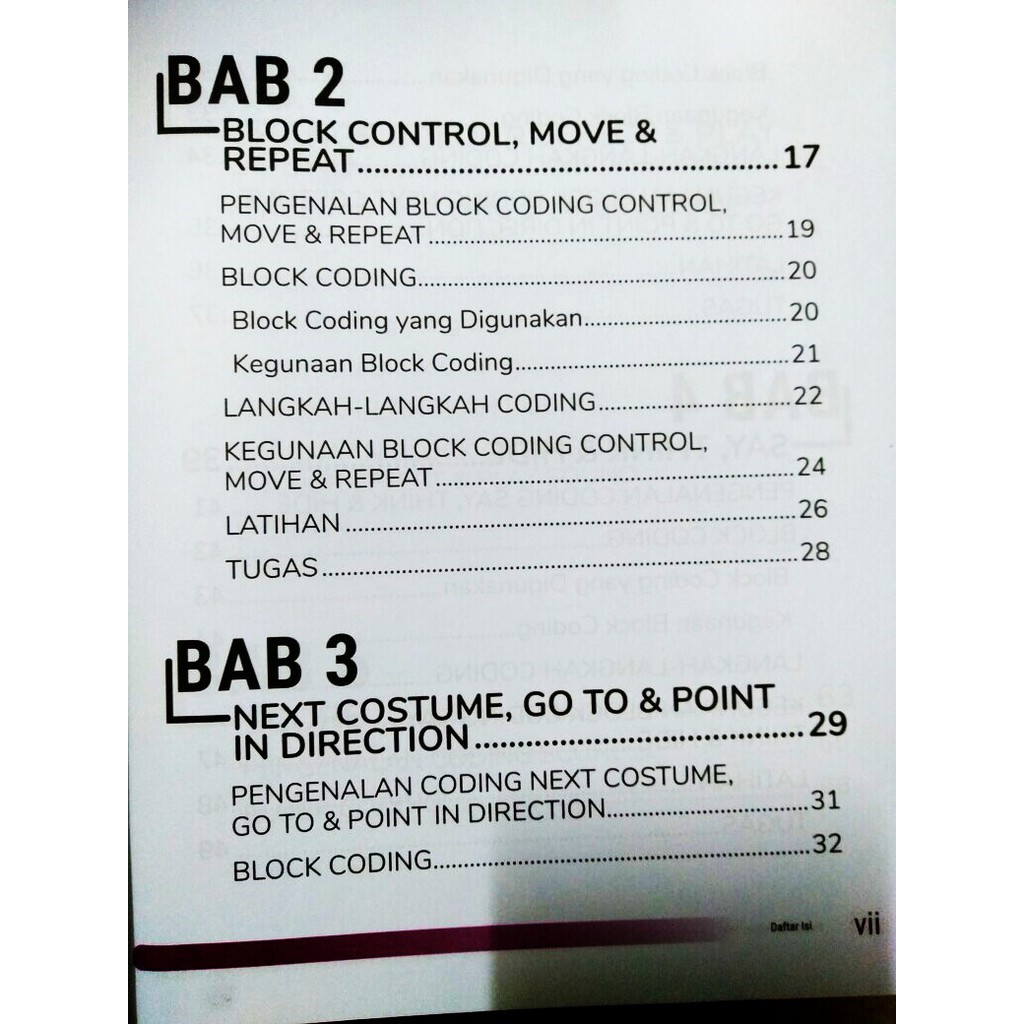 BAB 2
BLOCK CONTROL, MOVE &
REPEAT................................................17
PENGENALAN BLOCK CODING CONTROL,
MOVE & REPEAT................................................19
BLOCK CODING................................................20
Block Coding yang Digunakan................................20
Kegunaan Block Coding................................21
LANGKAH-LANGKAH CODING................................22
KEGUNAAN BLOCK CODING CONTROL,
MOVE & REPEAT................................................24
LATIHAN................................................26
TUGAS................................................28
BAB 3
NEXT COSTUME, GO TO & POINT
IN DIRECTION................................................29
PENGENALAN CODING NEXT COSTUME,
GO TO & POINT IN DIRECTION................................31
BLOCK CODING................................................32
Daftar Isi vii